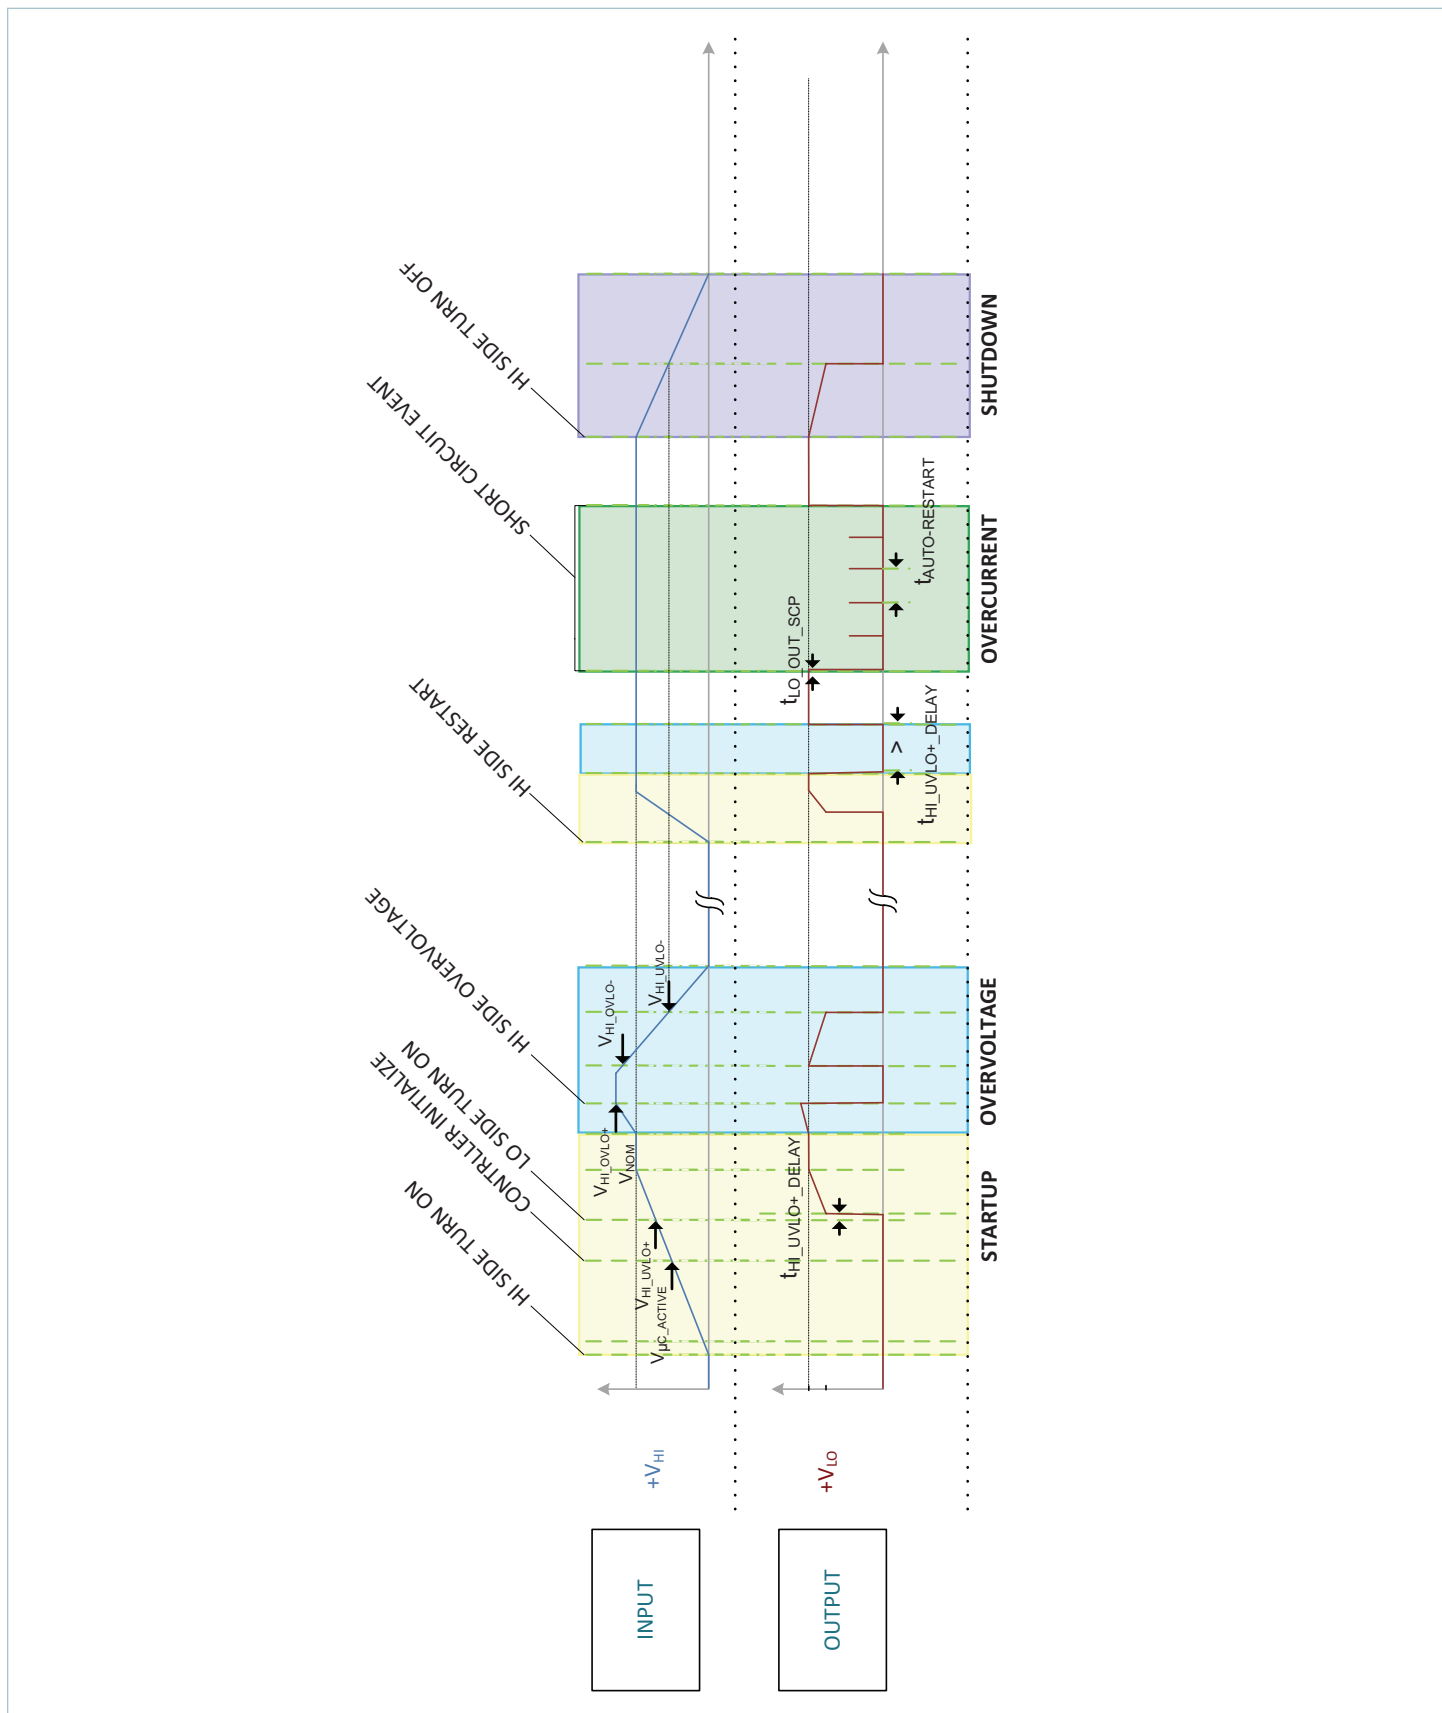 HI SIDE TURN ON
CONTRLLER INITIALIZE
LO SIDE TURN ON
HI SIDE OVERVOLTAGE
HI SIDE RESTART
SHORT CIRCUIT EVENT
HI SIDE TURN OFF
INPUT
+VHI
VµC_ACTIVE
VHI_UVLO+
VNOM
VHI_OVLO+
VHI_OVLO-
VHI_UVLO-
OUTPUT
+VLO
tHI_UVLO+_DELAY
tLO_OUT_SCP
>
tHI_UVLO+_DELAY
tAUTO-RESTART
STARTUP
OVERVOLTAGE
OVERCURRENT
SHUTDOWN